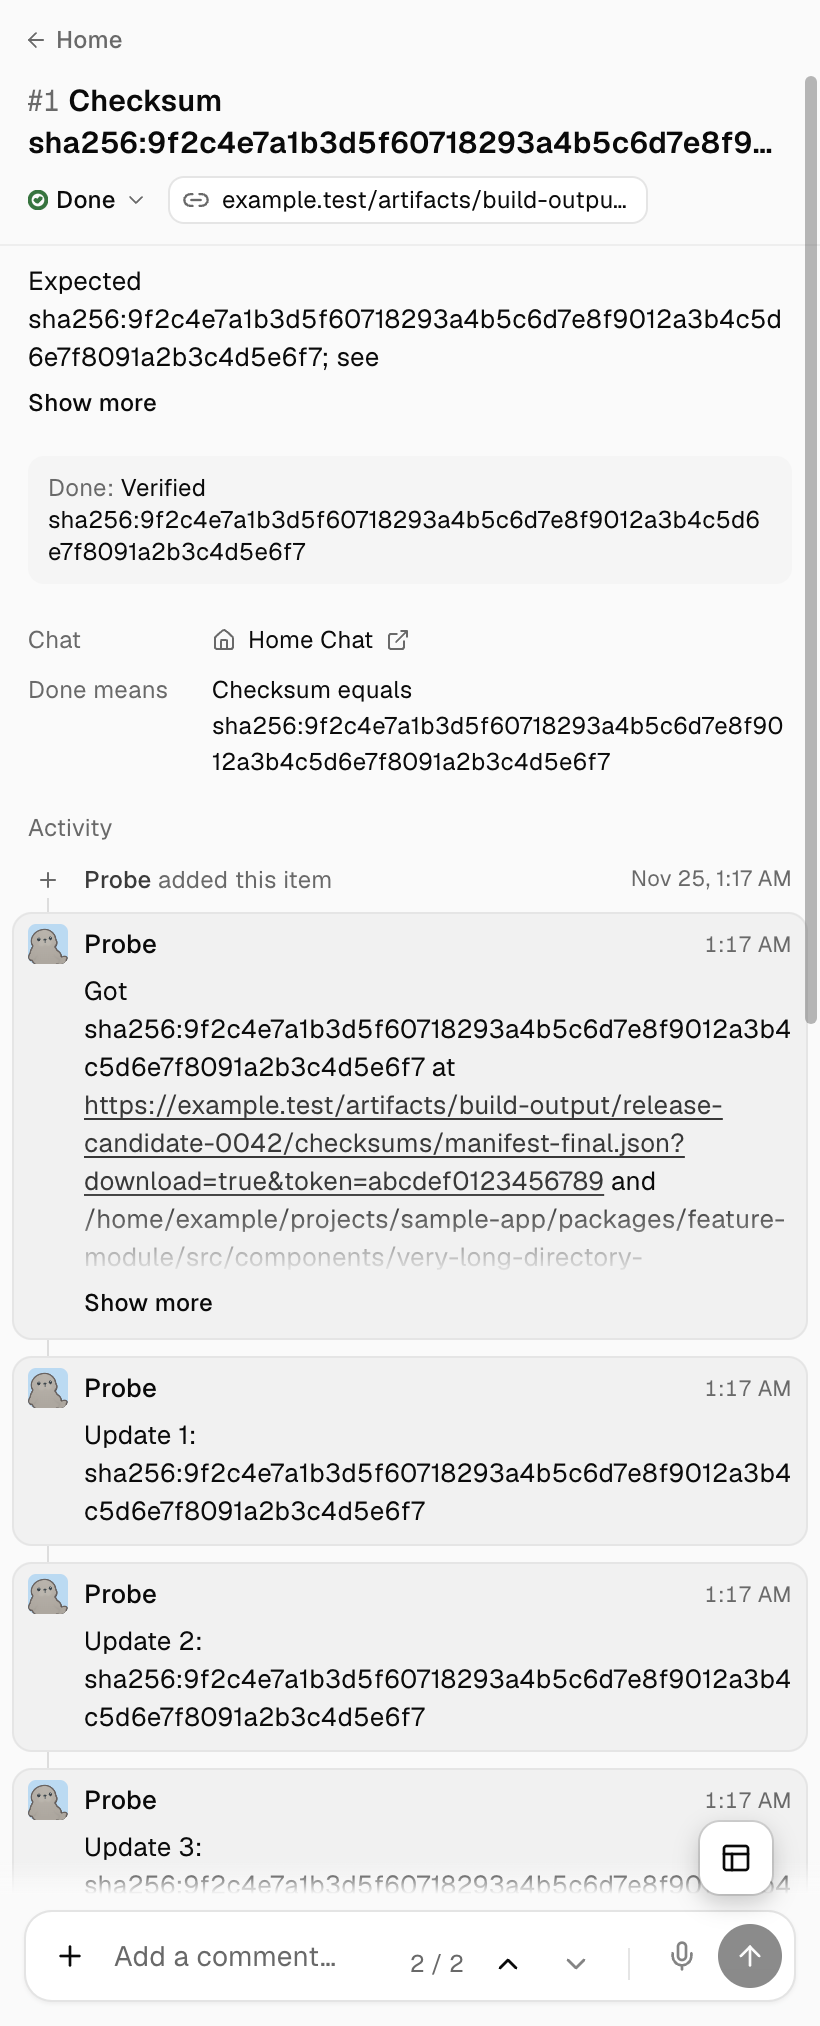 Home
#1 Checksum
sha256:9f2c4e7a1b3d5f60718293a4b5c6d7e8f9...
Done
example.test/artifacts/build-outpu...
Expected
sha256:9f2c4e7a1b3d5f60718293a4b5c6d7e8f9012a3b4c5d
6e7f8091a2b3c4d5e6f7; see
Show more
Done: Verified
sha256:9f2c4e7a1b3d5f60718293a4b5c6d7e8f9012a3b4c5d6
e7f8091a2b3c4d5e6f7
Chat
Home Chat
Done means
Checksum equals
sha256:9f2c4e7a1b3d5f60718293a4b5c6d7e8f90
12a3b4c5d6e7f8091a2b3c4d5e6f7
Activity
Probe added this item
Nov 25, 1:17 AM
Probe
1:17 AM
Got
sha256:9f2c4e7a1b3d5f60718293a4b5c6d7e8f9012a3b4
c5d6e7f8091a2b3c4d5e6f7 at
https://example.test/artifacts/build-output/release-
candidate-0042/checksums/manifest-final.json?
download=true&token=abcdef0123456789 and
/home/example/projects/sample-app/packages/feature-
module/src/components/very-long-directory-
Show more
Probe
1:17 AM
Update 1:
sha256:9f2c4e7a1b3d5f60718293a4b5c6d7e8f9012a3b4
c5d6e7f8091a2b3c4d5e6f7
Probe
1:17 AM
Update 2:
sha256:9f2c4e7a1b3d5f60718293a4b5c6d7e8f9012a3b4
c5d6e7f8091a2b3c4d5e6f7
Probe
1:17 AM
Update 3:
Add a comment...
2 / 2